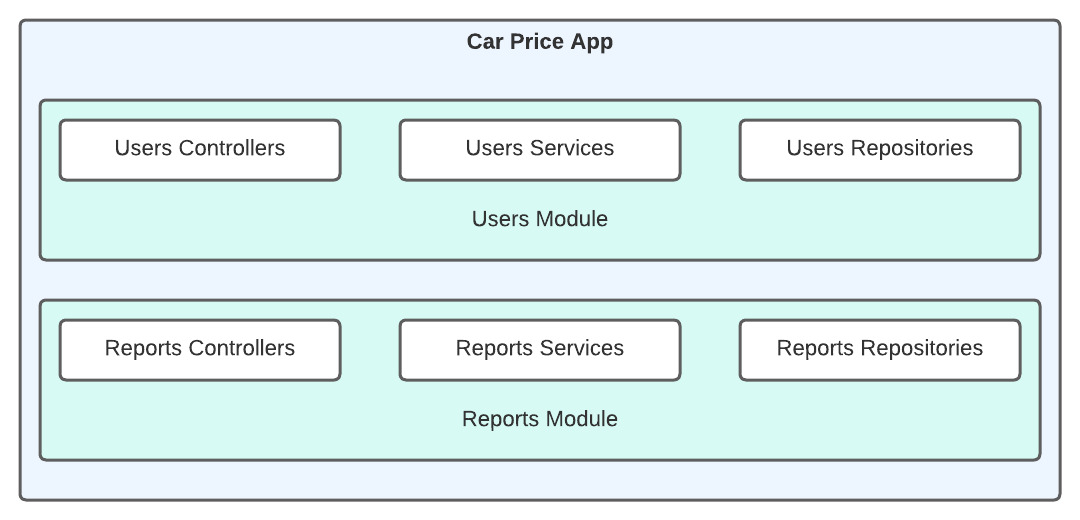 Car Price App
Users Controllers
Users Services
Users Repositories
Users Module
Reports Controllers
Reports Services
Reports Repositories
Reports Module